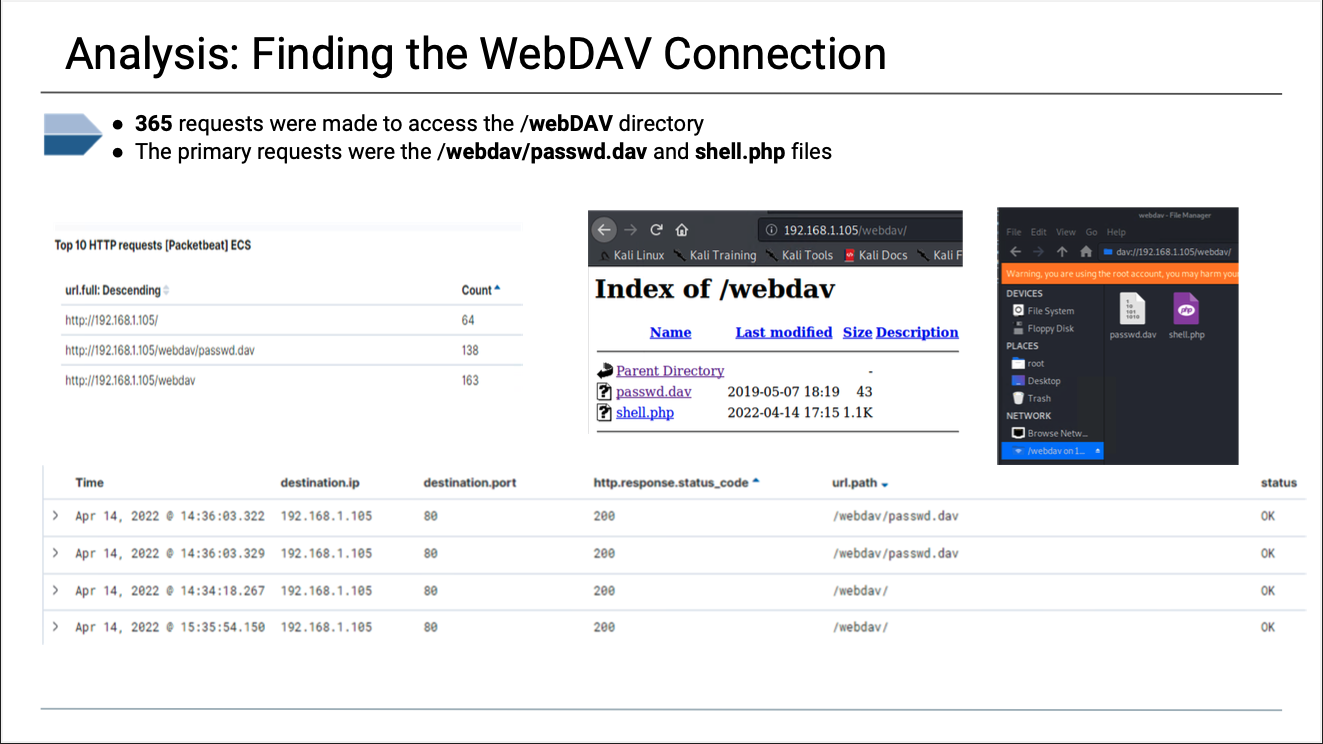 Analysis: Finding the WebDAV Connection
● 365 requests were made to access the /webDAV directory
● The primary requests were the /webdav/passwd.dav and shell.php files
Top 10 HTTP requests [Packetbeat] ECS
url.full: Descending Count
http://192.168.1.105/ 64
http://192.168.1.105/webdav/passwd.dav 138
http://192.168.1.105/webdav 163
192.168.1.105/webdav/
Kali Linux Kali Training Kali Tools Kali Docs Kali F
Index of /webdav
Name Last modified Size Description
Parent Directory -
passwd.dav 2019-05-07 18:19 43
shell.php 2022-04-14 17:15 1.1K
webdav - File Manager
File Edit View Go Help
dav://192.168.1.105/webdav/
Warning, you are using the root account, you may harm your
DEVICES
File System
Floppy Disk
PLACES
root
Desktop
Trash
NETWORK
Browse Netw...
/webdav on 1...
1
10
101
1010
php
passwd.dav shell.php
Time destination.ip destination.port http.response.status_code url.path status
> Apr 14, 2022 @ 14:36:03.322 192.168.1.105 80 200 /webdav/passwd.dav OK
> Apr 14, 2022 @ 14:36:03.329 192.168.1.105 80 200 /webdav/passwd.dav OK
> Apr 14, 2022 @ 14:34:18.267 192.168.1.105 80 200 /webdav/ OK
> Apr 14, 2022 @ 15:35:54.150 192.168.1.105 80 200 /webdav/ OK